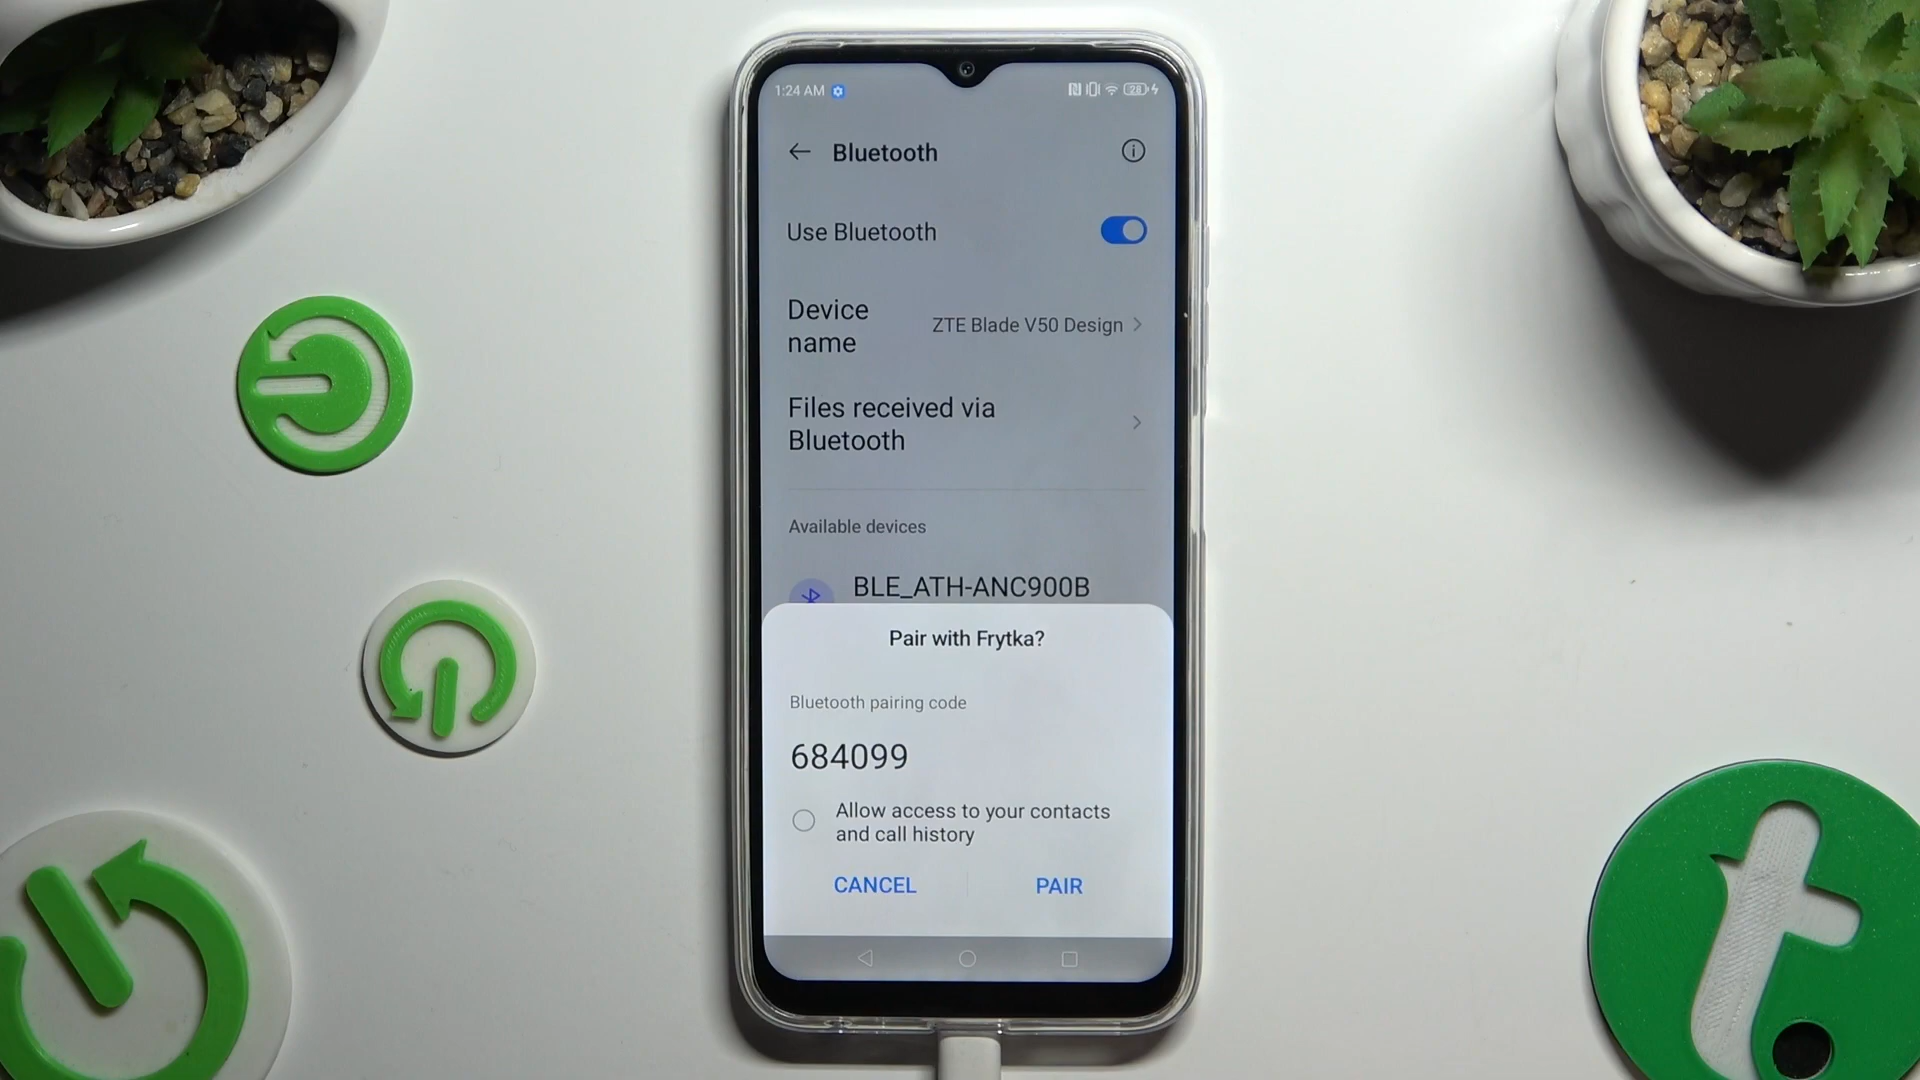 1:24 AM 28
Bluetooth
Use Bluetooth
Device
name
ZTE Blade V50 Design
Files received via
Bluetooth
Available devices
BLE_ATH-ANC900B
Pair with Frytka?
Bluetooth pairing code
684099
Allow access to your contacts
and call history
CANCEL PAIR
t